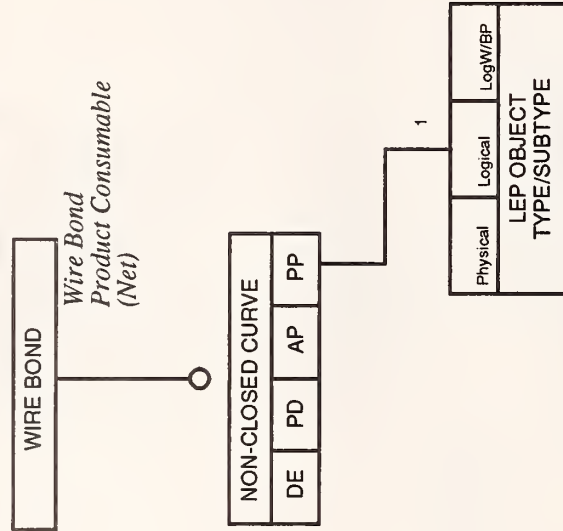 WIRE BOND
Wire Bond
Product Consumable
(Net)
NON-CLOSED CURVE
DE PD AP PP
1
Physical Logical LogW/BP
LEP OBJECT
TYPE/SUBTYPE